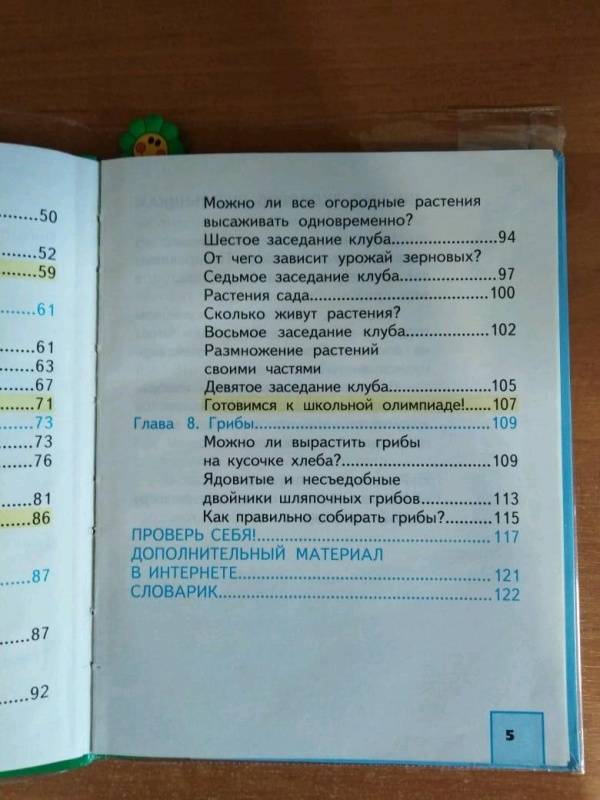 ........50
........52
........59
......61
........61
........63
........67
........71
........73
........73
........76
........81
........86
......87
......87
......92
Можно ли все огородные растения
высаживать одновременно?
Шестое заседание клуба................94
От чего зависит урожай зерновых?
Седьмое заседание клуба..............97
Растения сада...........................100
Сколько живут растения?
Восьмое заседание клуба............102
Размножение растений
своими частями
Девятое заседание клуба.............105
Готовимся к школьной олимпиаде!......107
Глава 8. Грибы....................................109
Можно ли вырастить грибы
на кусочке хлеба?......................109
Ядовитые и несъедобные
двойники шляпочных грибов..........113
Как правильно собирать грибы?.........115
ПРОВЕРЬ СЕБЯ!....................................117
ДОПОЛНИТЕЛЬНЫЙ МАТЕРИАЛ
В ИНТЕРНЕТЕ.......................................121
СЛОВАРИК..........................................122
5